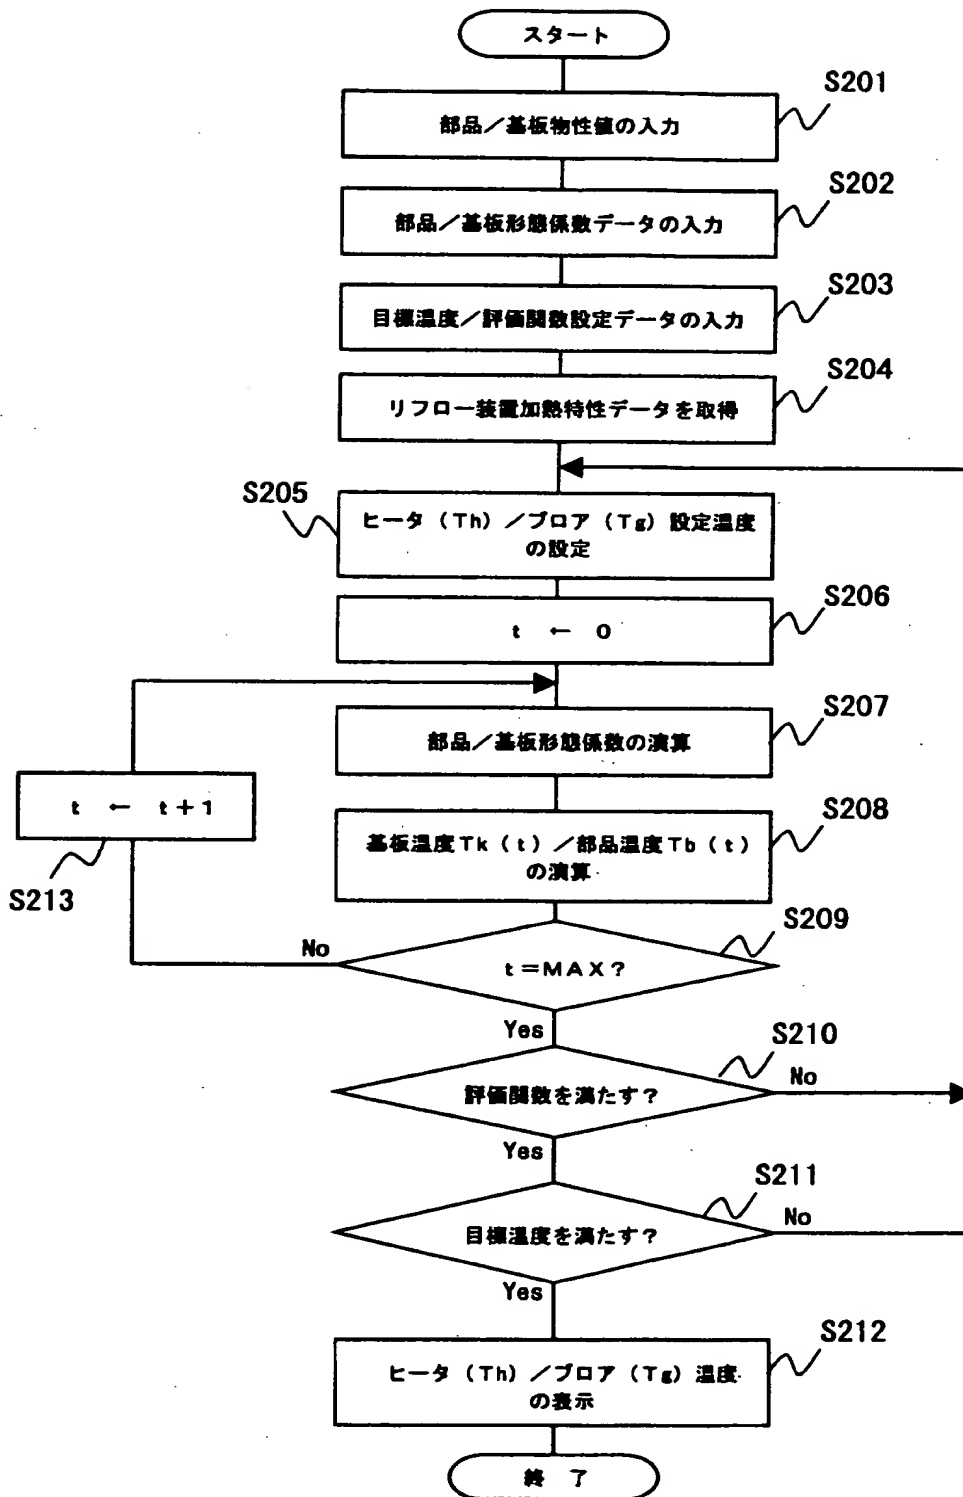 スタート
S201
部品／基板物性値の入力
S202
部品／基板形態係数データの入力
S203
目標温度／評価関数設定データの入力
S204
リフロー装置加熱特性データを取得
S205
ヒータ（Th）／ブロア（Tg）設定温度
の設定
S206
t ← 0
S207
部品／基板形態係数の演算
t ← t+1
S208
基板温度Tk（t）／部品温度Tb（t）
の演算
S213
S209
No
t=MAX？
Yes
S210
No
評価関数を満たす？
Yes
S211
No
目標温度を満たす？
Yes
S212
ヒータ（Th）／ブロア（Tg）温度
の表示
終 了